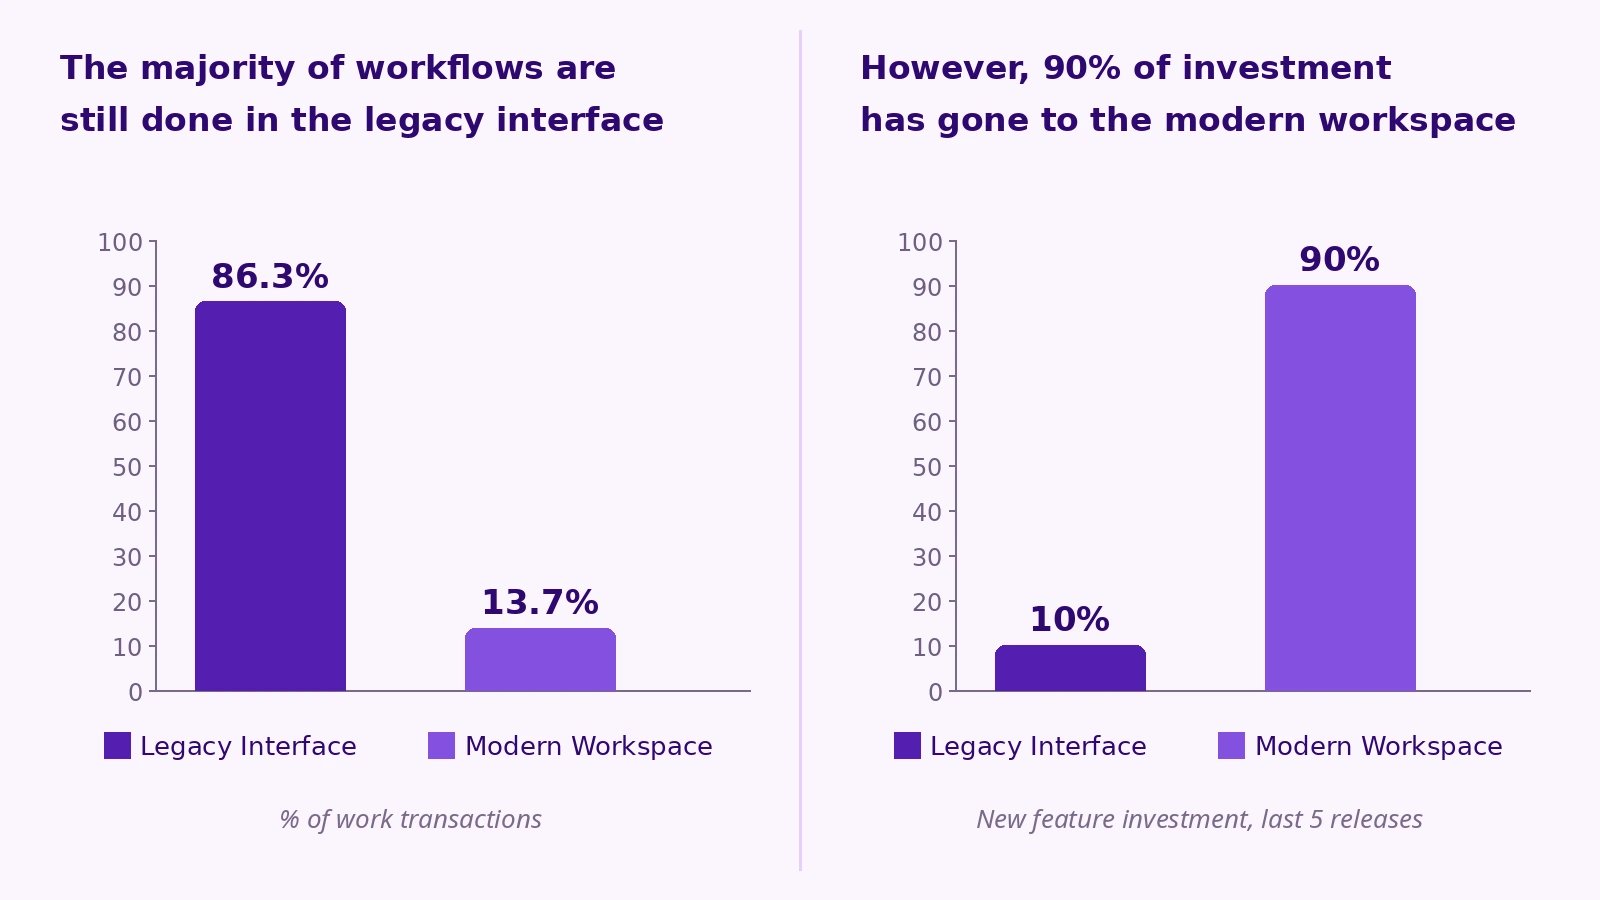 The majority of workflows are
still done in the legacy interface
100
90
80
70
60
50
40
30
20
10
0
86.3%
13.7%
Legacy Interface
Modern Workspace
% of work transactions
However, 90% of investment
has gone to the modern workspace
100
90
80
70
60
50
40
30
20
10
0
10%
90%
Legacy Interface
Modern Workspace
New feature investment, last 5 releases